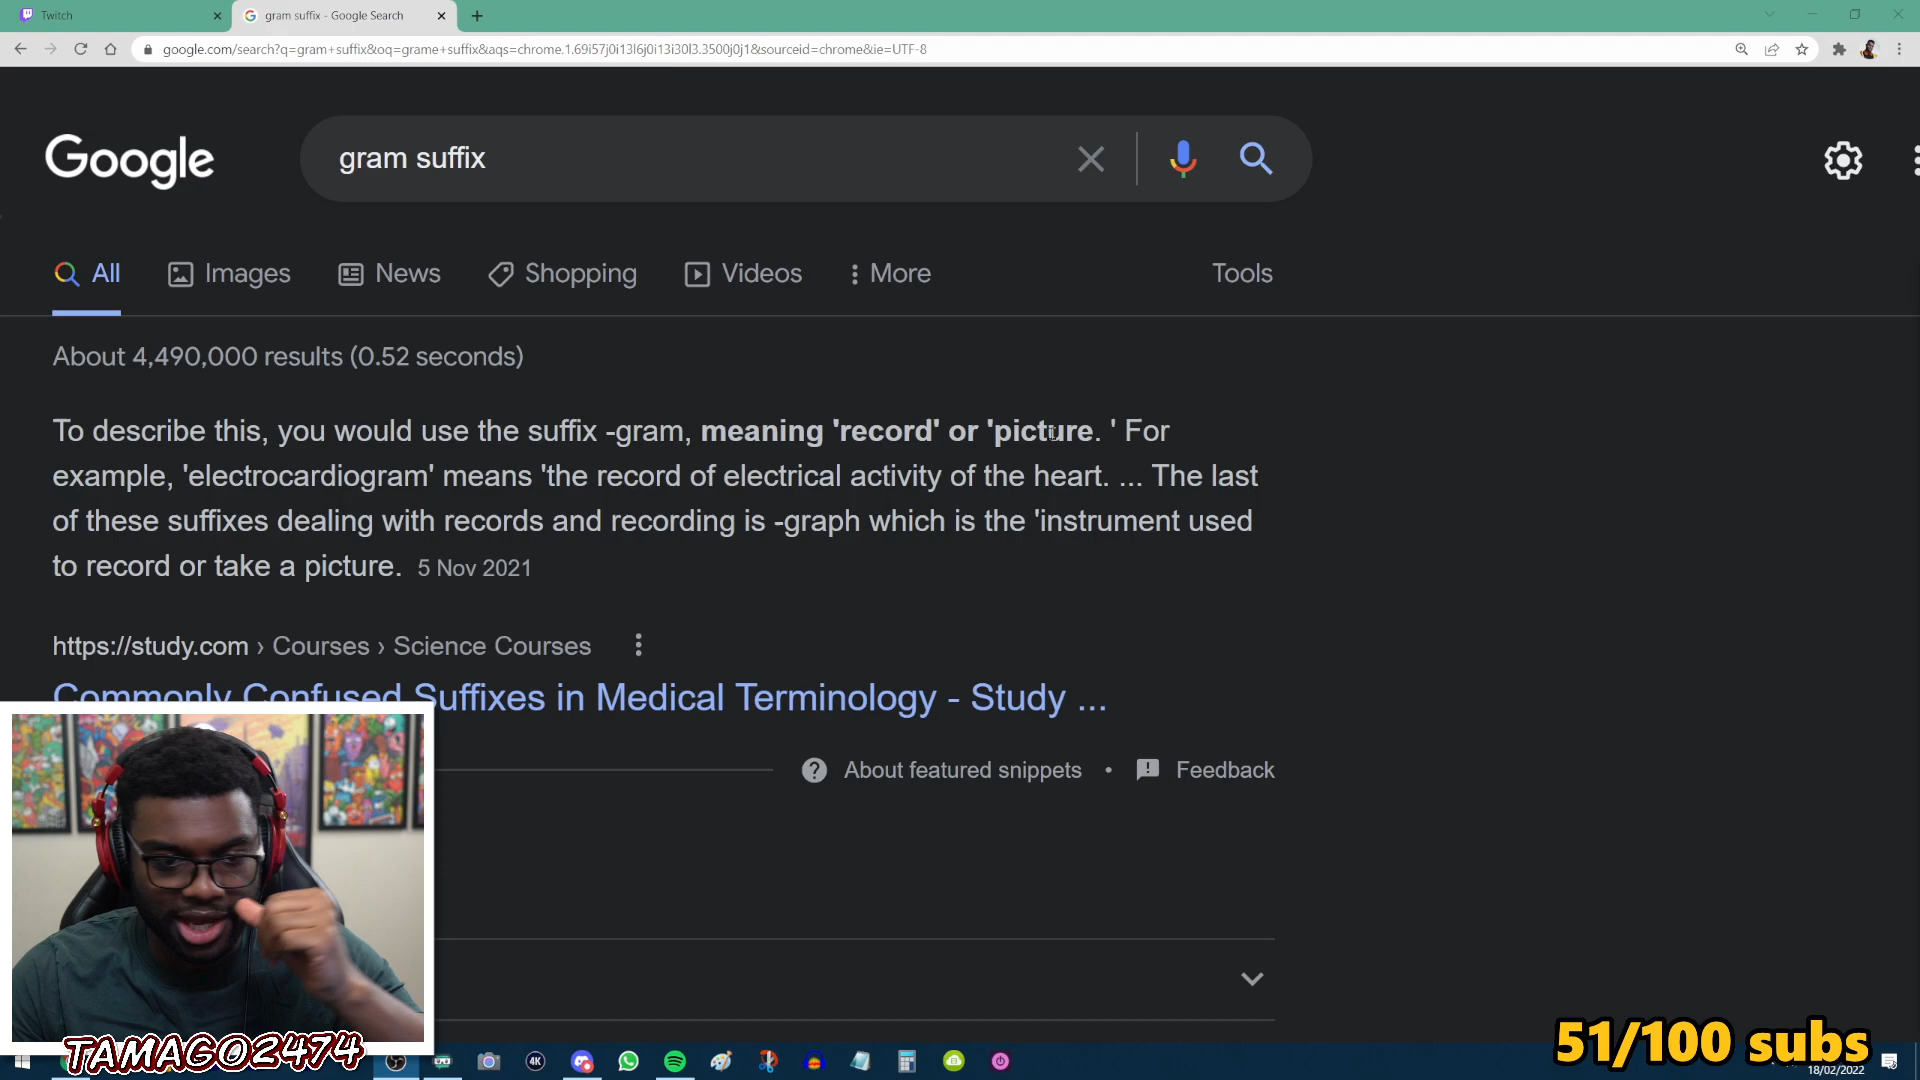 Twitch
gram suffix - Google Search
google.com/search?q=gram+suffix&oq=grame+suffix&aqs=chrome.1.69i57j0i13l6j0i13i30l3.3500j0j1&sourceid=chrome&ie=UTF-8
Google
gram suffix
All
Images
News
Shopping
Videos
More
Tools
About 4,490,000 results (0.52 seconds)
To describe this, you would use the suffix -gram, meaning 'record' or 'picture. ' For
example, 'electrocardiogram' means 'the record of electrical activity of the heart. ... The last
of these suffixes dealing with records and recording is -graph which is the 'instrument used
to record or take a picture. 5 Nov 2021
https://study.com › Courses › Science Courses
Commonly Confused Suffixes in Medical Terminology - Study ...
About featured snippets • Feedback
TAMAGO2474
4K
51/100 subs
18/02/2022